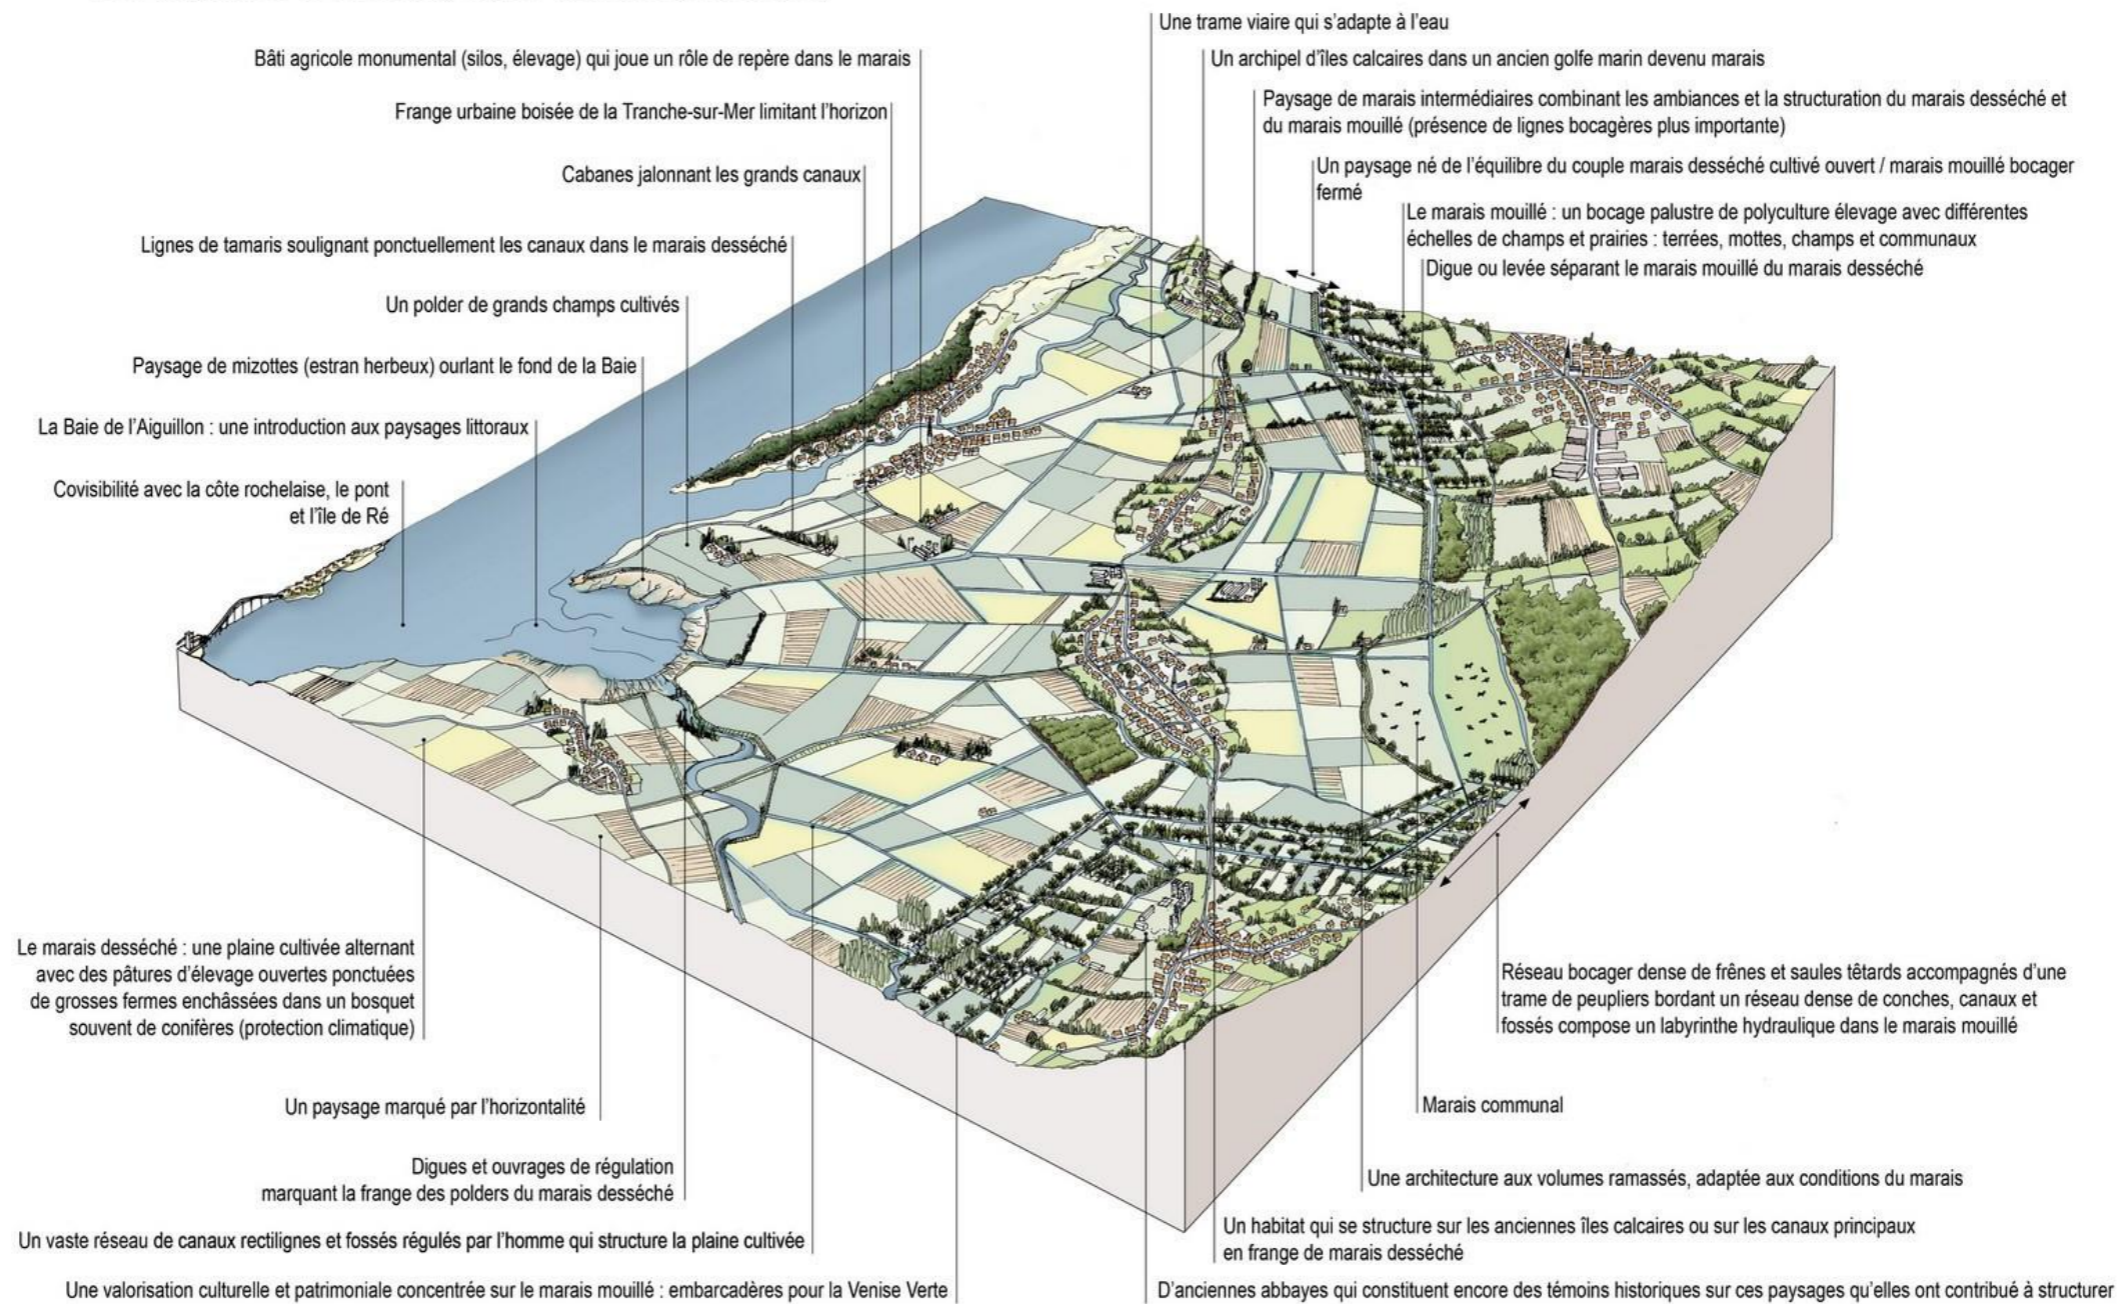 Une trame viaire qui s’adapte à l’eau
Bâti agricole monumental (silos, élevage) qui joue un rôle de repère dans le marais
Un archipel d’îles calcaires dans un ancien golfe marin devenu marais
Frange urbaine boisée de la Tranche-sur-Mer limitant l’horizon
Paysage de marais intermédiaires combinant les ambiances et la structuration du marais desséché et
du marais mouillé (présence de lignes bocagères plus importante)
Cabanes jalonnant les grands canaux
Un paysage né de l’équilibre du couple marais desséché cultivé ouvert / marais mouillé bocager
fermé
Le marais mouillé : un bocage palustre de polyculture élevage avec différentes
échelles de champs et prairies : terrées, mottes, champs et communaux
Lignes de tamaris soulignant ponctuellement les canaux dans le marais desséché
Digue ou levée séparant le marais mouillé du marais desséché
Un polder de grands champs cultivés
Paysage de mizottes (estran herbeux) ourlant le fond de la Baie
La Baie de l’Aiguillon : une introduction aux paysages littoraux
Covisibilité avec la côte rochelaise, le pont
et l’île de Ré
Le marais desséché : une plaine cultivée alternant
avec des pâtures d’élevage ouvertes ponctuées
de grosses fermes enchâssées dans un bosquet
souvent de conifères (protection climatique)
Réseau bocager dense de frênes et saules têtards accompagnés d’une
trame de peupliers bordant un réseau dense de conches, canaux et
fossés compose un labyrinthe hydraulique dans le marais mouillé
Un paysage marqué par l’horizontalité
Marais communal
Digues et ouvrages de régulation
marquant la frange des polders du marais desséché
Une architecture aux volumes ramassés, adaptée aux conditions du marais
Un vaste réseau de canaux rectilignes et fossés régulés par l’homme qui structure la plaine cultivée
Un habitat qui se structure sur les anciennes îles calcaires ou sur les canaux principaux
en frange de marais desséché
Une valorisation culturelle et patrimoniale concentrée sur le marais mouillé : embarcadères pour la Venise Verte
D’anciennes abbayes qui constituent encore des témoins historiques sur ces paysages qu’elles ont contribué à structurer